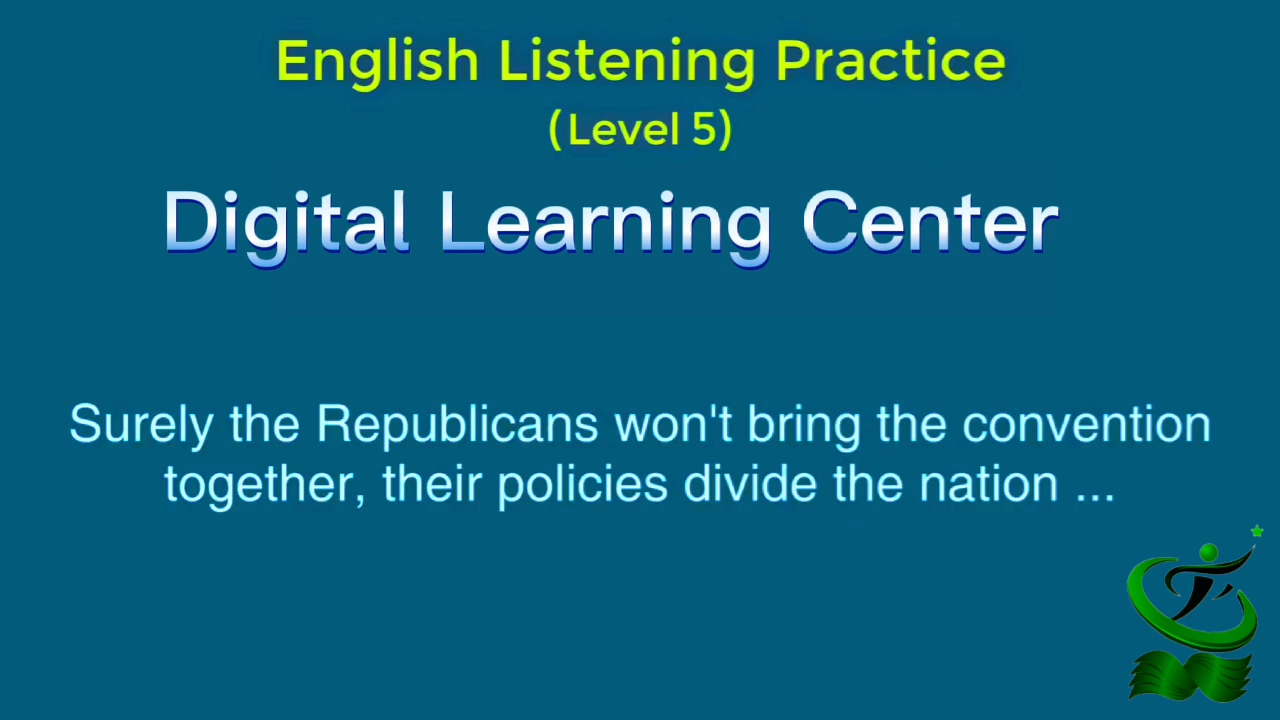 English Listening Practice
(Level 5)
Digital Learning Center
Surely the Republicans won't bring the convention
together, their policies divide the nation ...